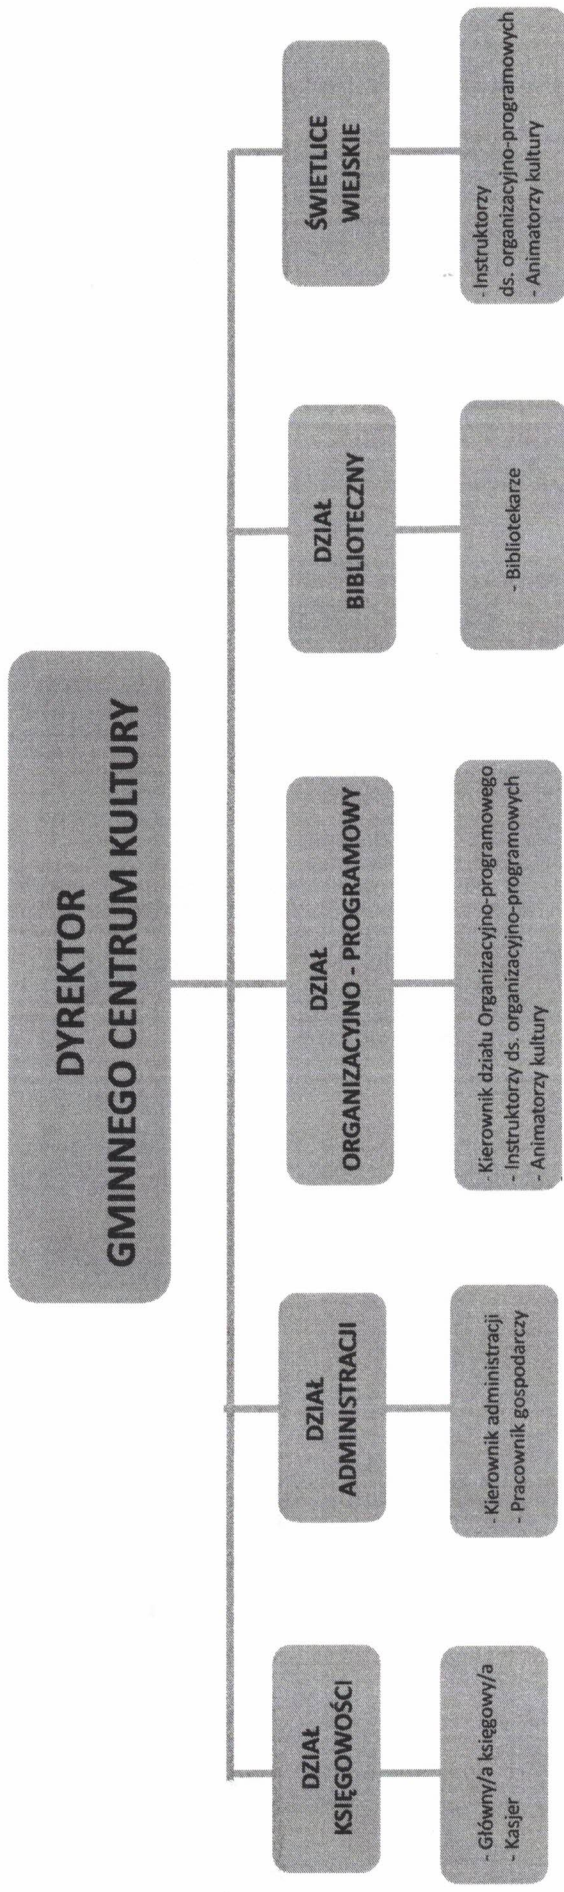 DYREKTOR
GMINNEGO CENTRUM KULTURY
DZIAŁ
KSIĘGOWOŚCI
- Główny/a księgowy/a
- Kasjer
DZIAŁ
ADMINISTRACJI
- Kierownik administracji
- Pracownik gospodarczy
DZIAŁ
ORGANIZACYJNO - PROGRAMOWY
- Kierownik działu Organizacyjno-programowego
- Instruktorzy ds. organizacyjno-programowych
- Animatorzy kultury
DZIAŁ
BIBLIOTECZNY
- Bibliotekarze
ŚWIETLICE
WIEJSKIE
- Instruktorzy
ds. organizacyjno-programowych
- Animatorzy kultury